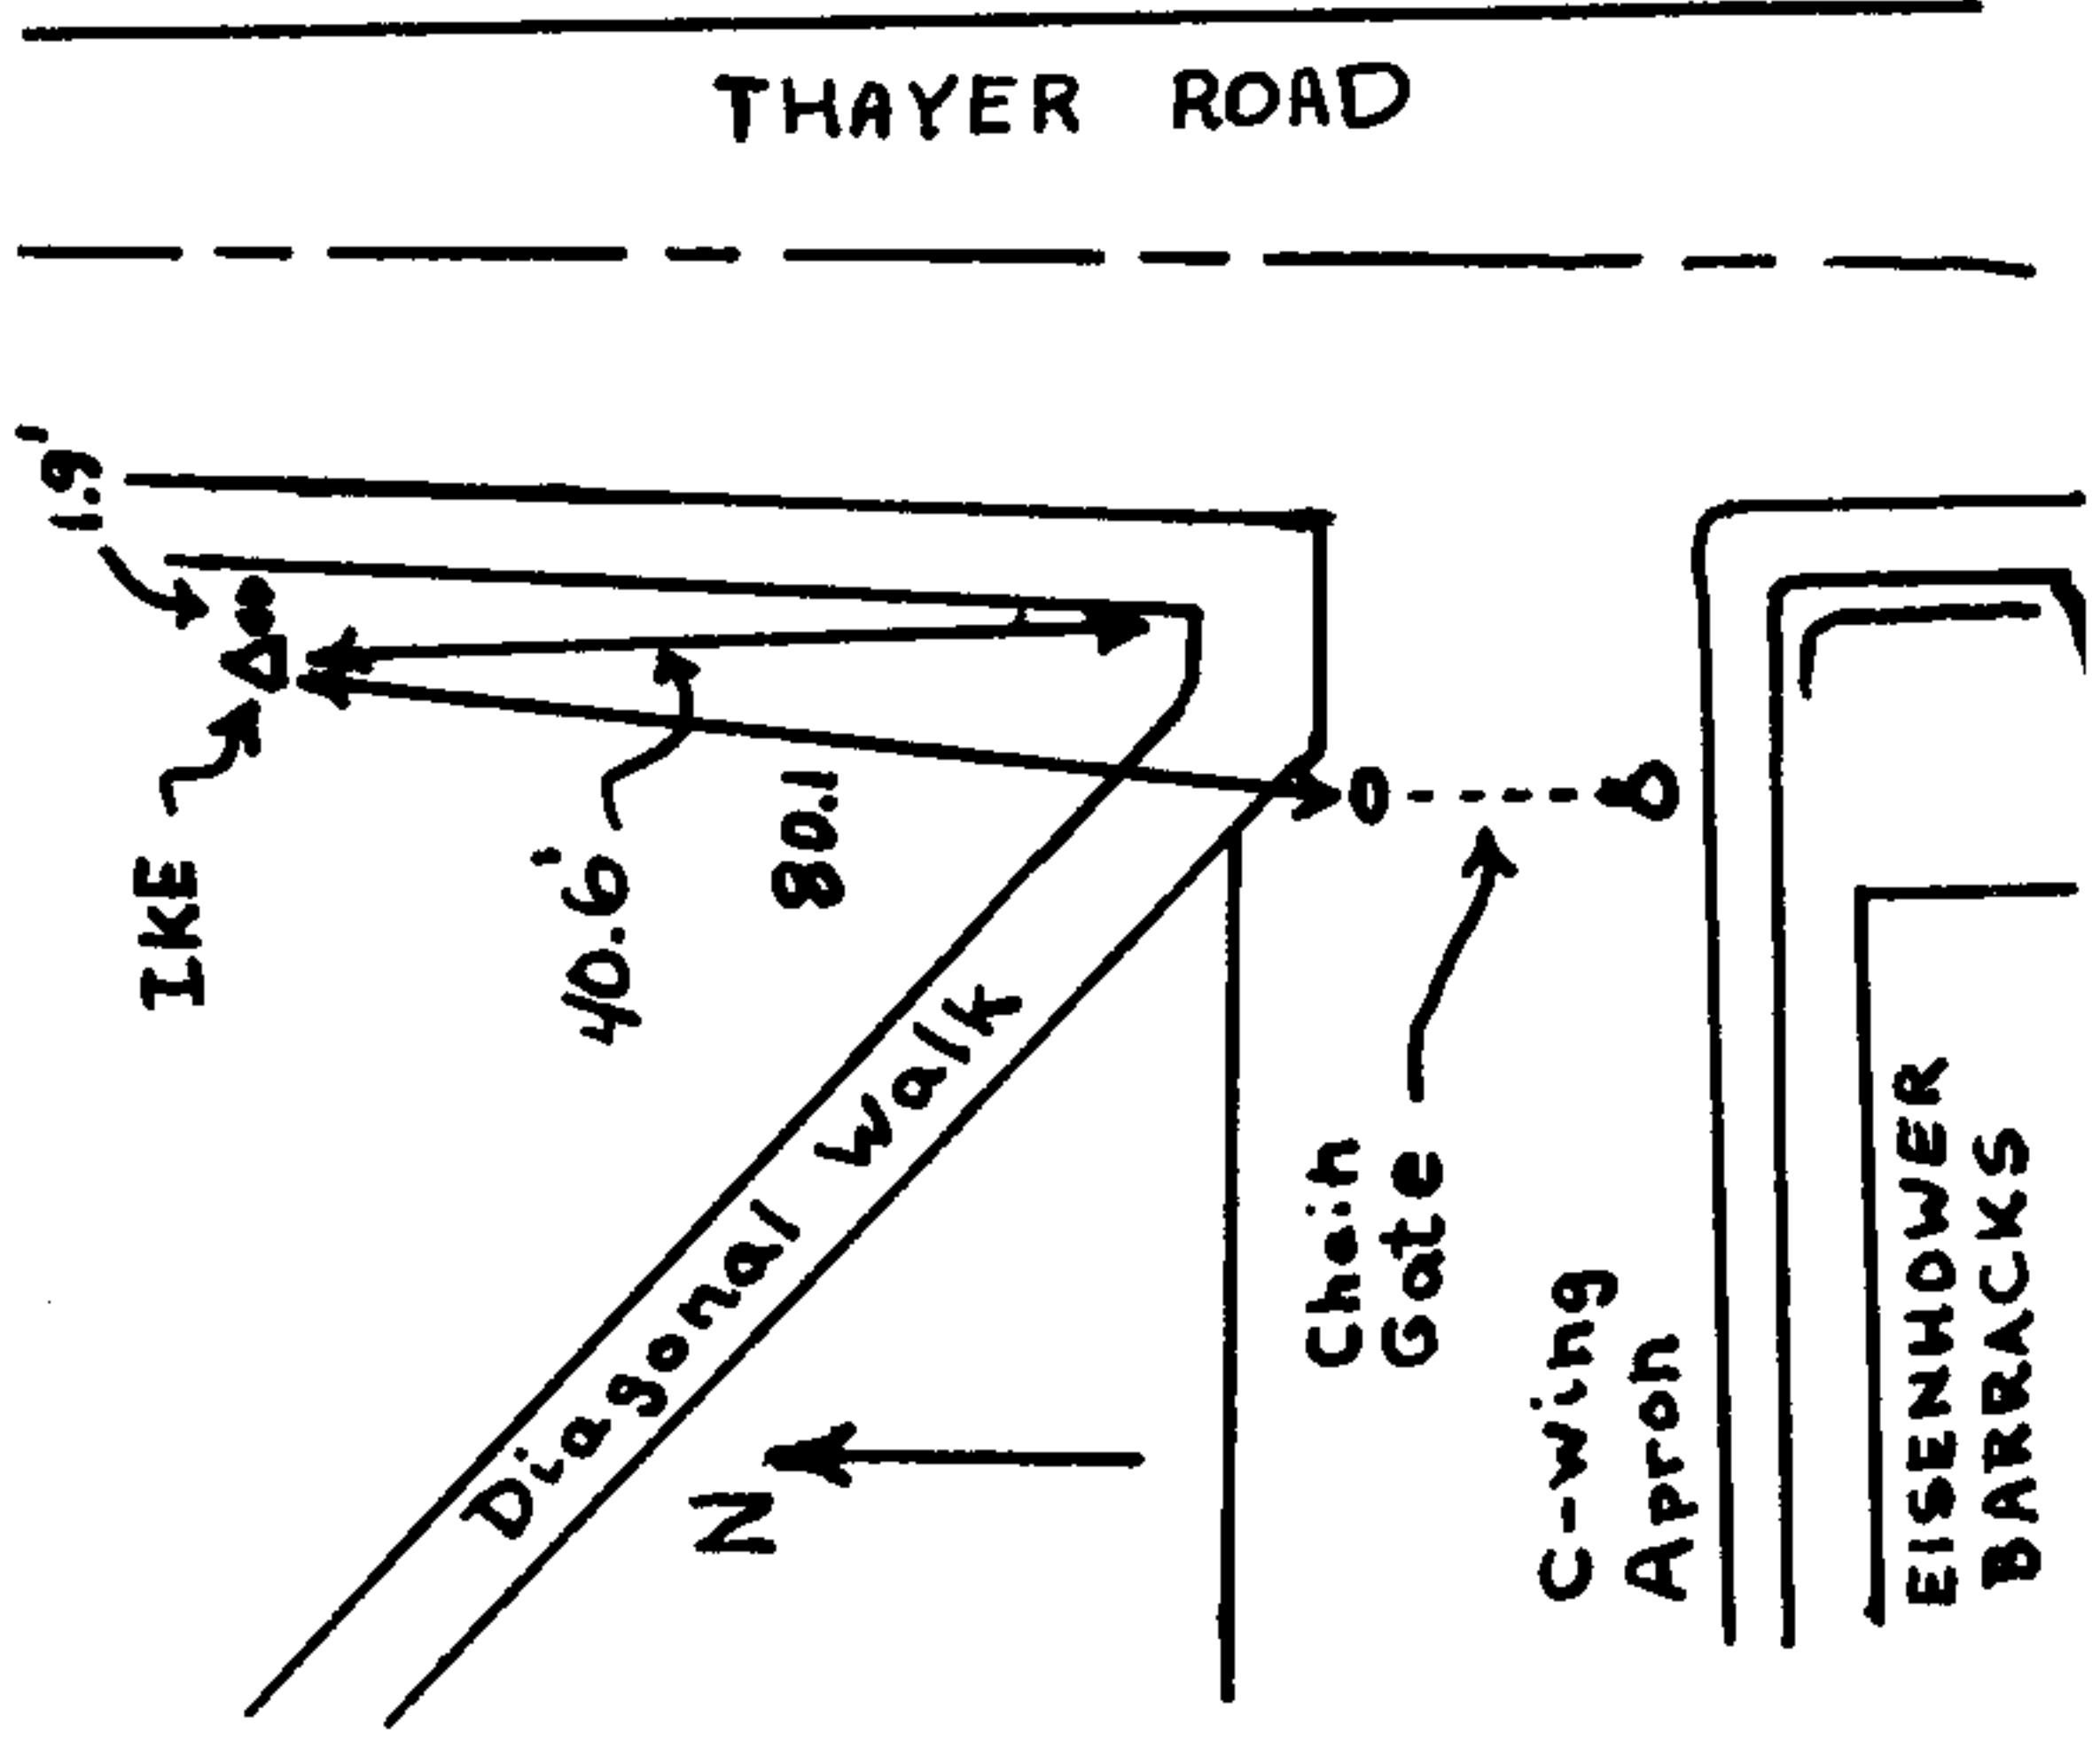 THAYER ROAD
1.9'
IKE
40.6'
80.1
Diagonal Walk
N
Chain
Gate
C-wing
Apron
EISENHOWER
BARRACKS